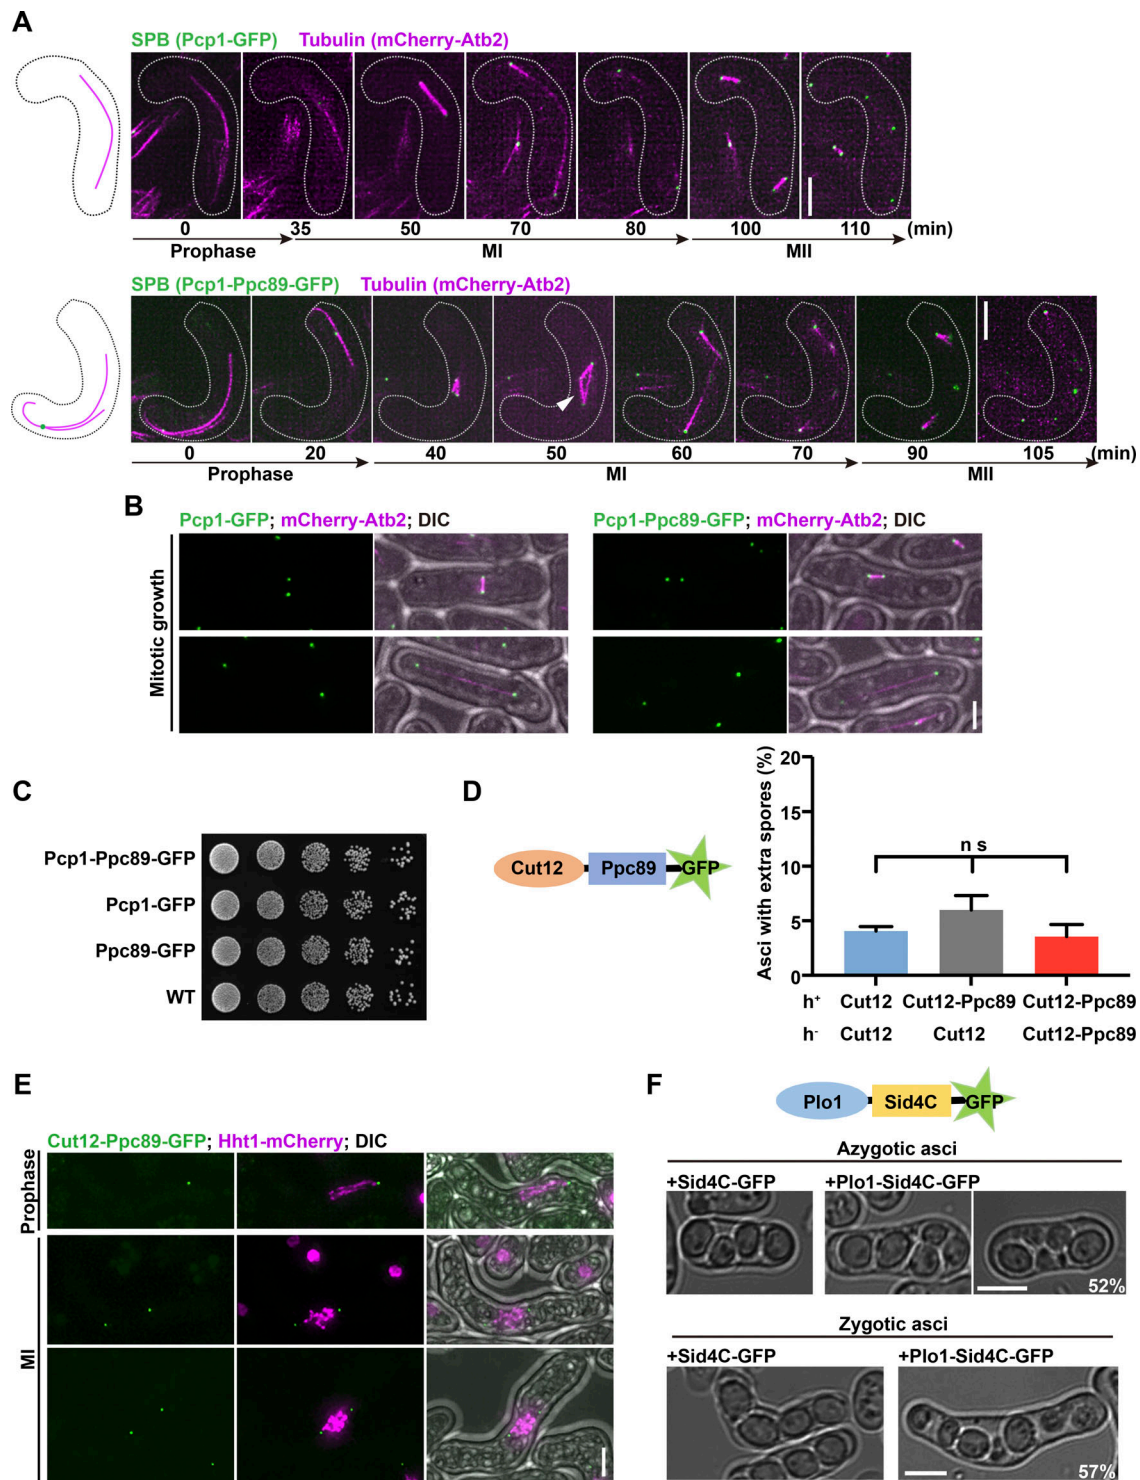 A
SPB (Pcp1-GFP) Tubulin (mCherry-Atb2)
0 35 50 70 80 100 110 (min)
Prophase MI MII
SPB (Pcp1-Ppc89-GFP) Tubulin (mCherry-Atb2)
0 20 40 50 60 70 90 105 (min)
Prophase MI MII
B
Pcp1-GFP; mCherry-Atb2; DIC Pcp1-Ppc89-GFP; mCherry-Atb2; DIC
Mitotic growth
C
Pcp1-Ppc89-GFP
Pcp1-GFP
Ppc89-GFP
WT
D
Cut12 Ppc89 GFP
Asci with extra spores (%)
20
15
10
5
0
n s
h+ Cut12 Cut12-Ppc89 Cut12-Ppc89
h- Cut12 Cut12 Cut12-Ppc89
E
Cut12-Ppc89-GFP; Hht1-mCherry; DIC
Prophase
MI
F
Plo1 Sid4C GFP
Azygotic asci
+Sid4C-GFP +Plo1-Sid4C-GFP
52%
Zygotic asci
+Sid4C-GFP +Plo1-Sid4C-GFP
57%